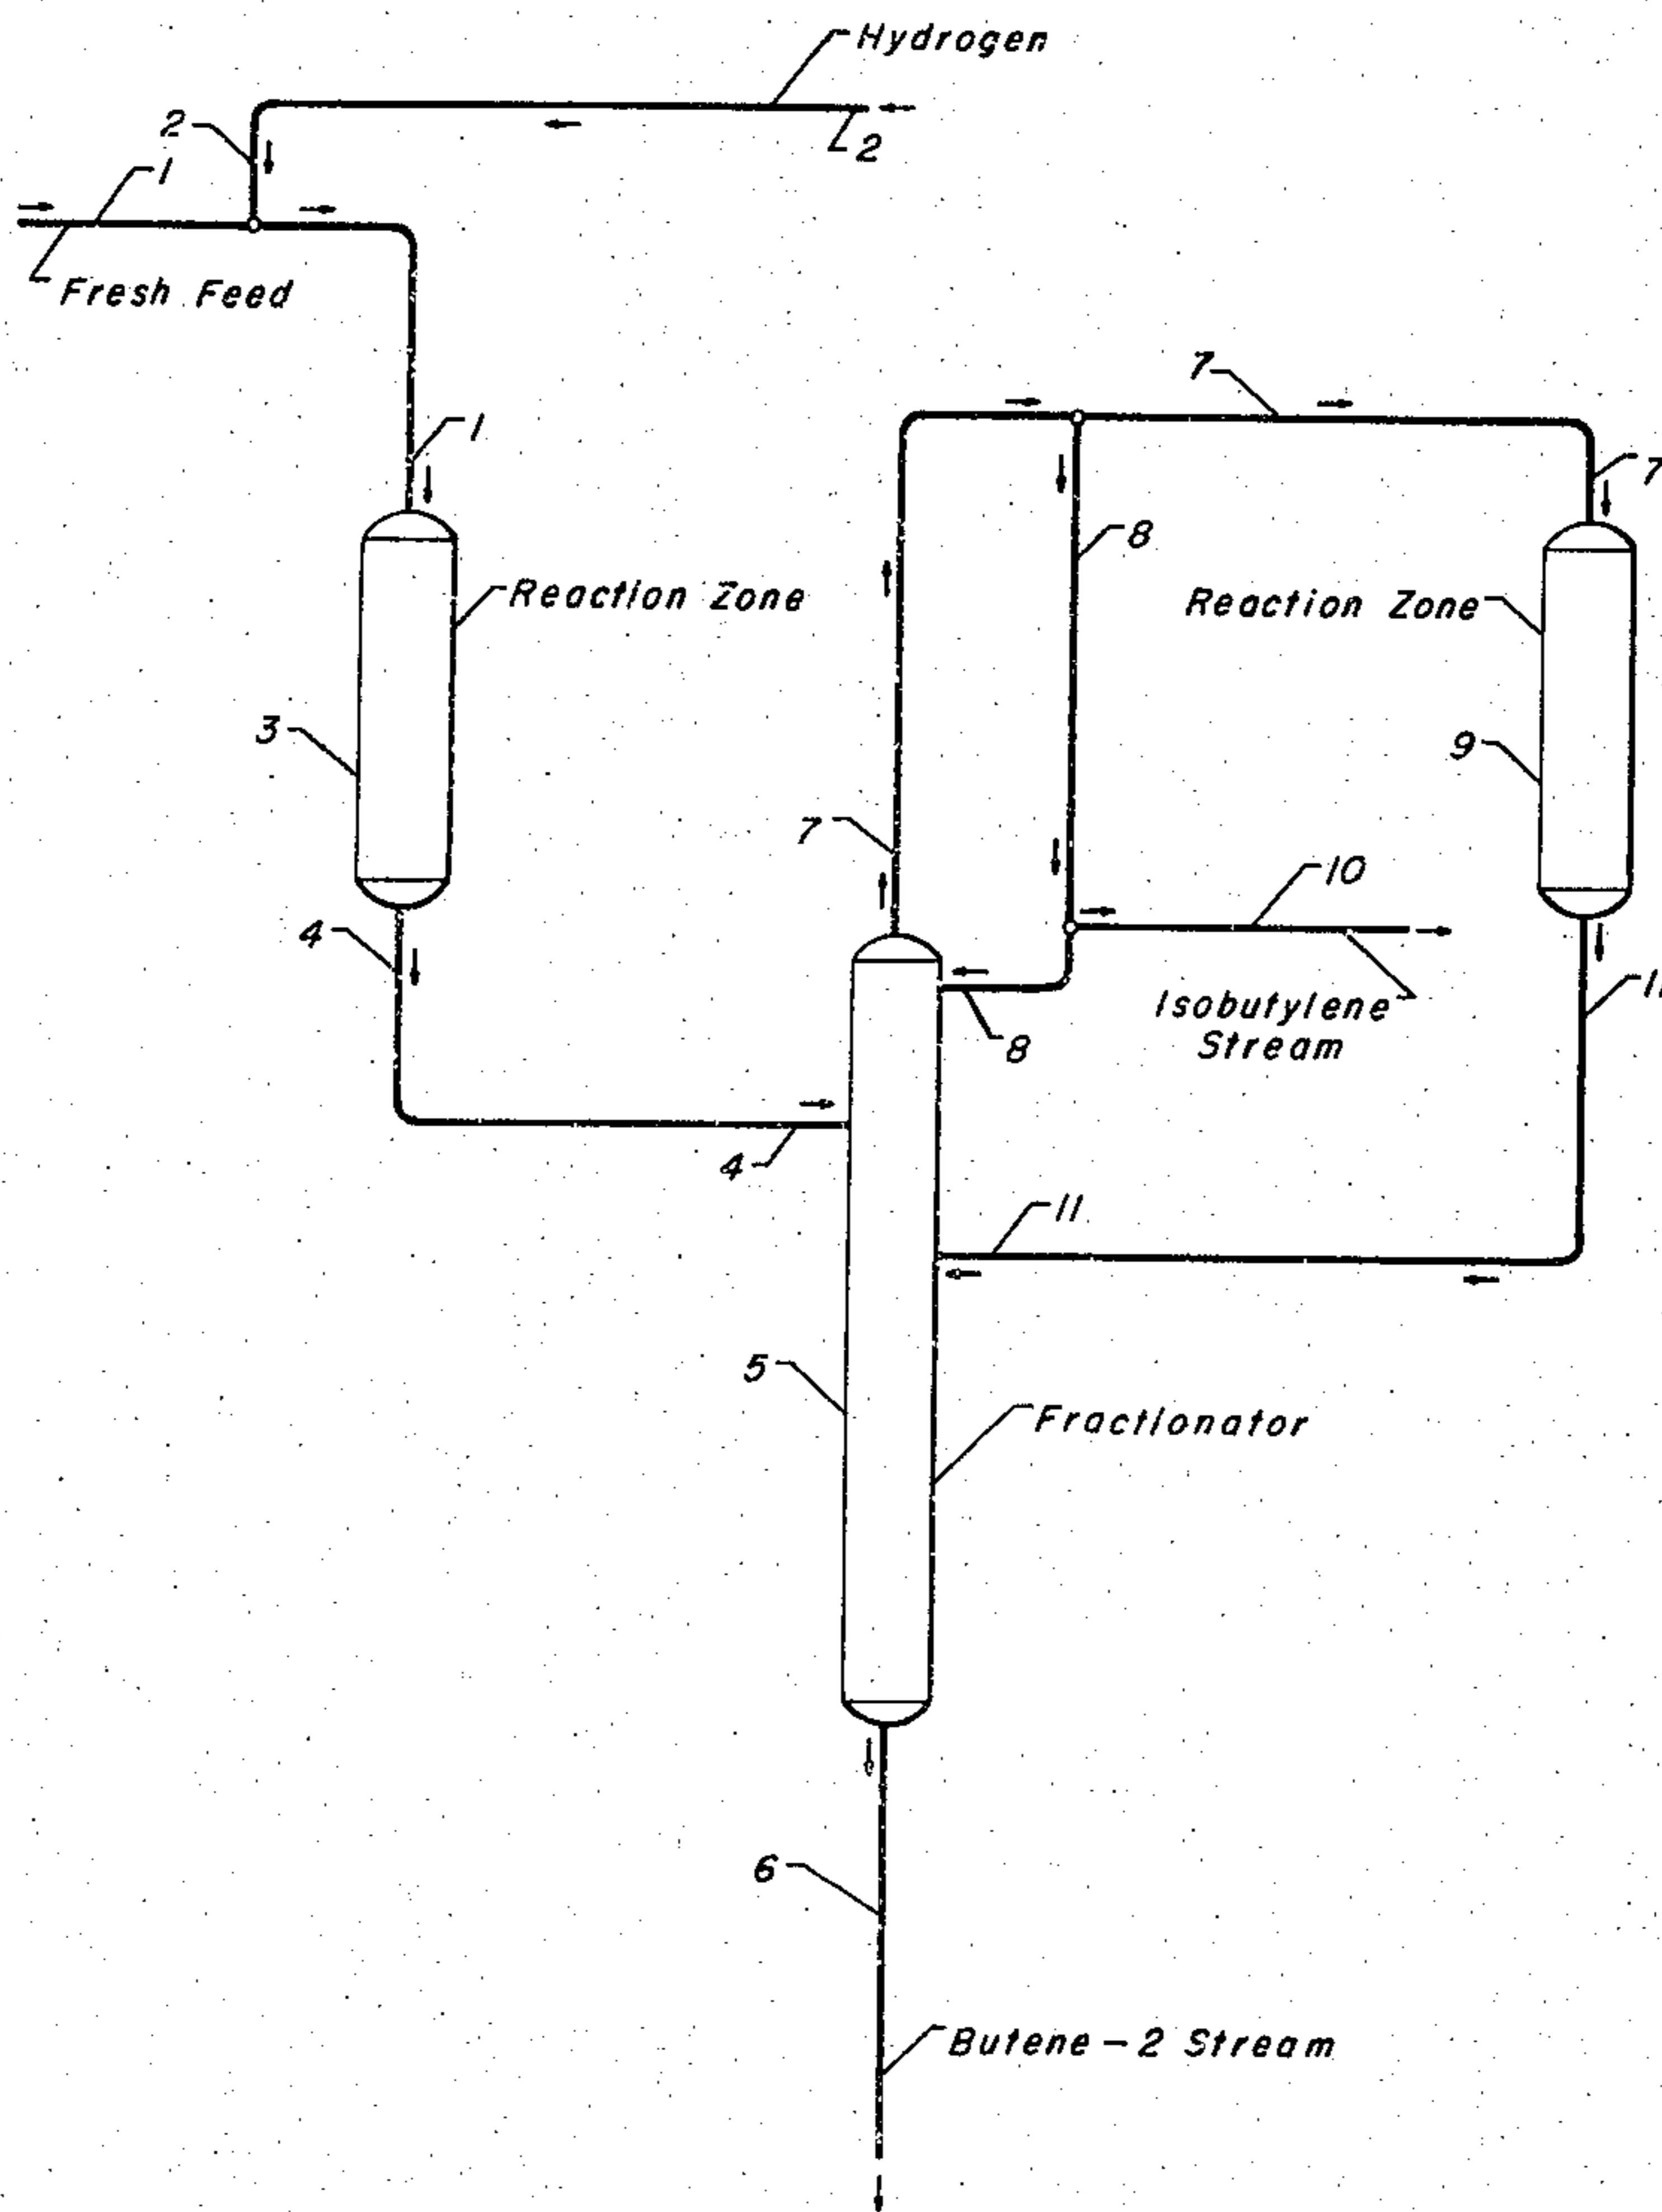 Hydrogen
2
2
1
Fresh Feed
7
1
7
8
Reaction Zone
Reaction Zone
3
9
7
10
4
11
Isobutylene
Stream
8
4
11
5
Fractionator
6
Butene-2 Stream